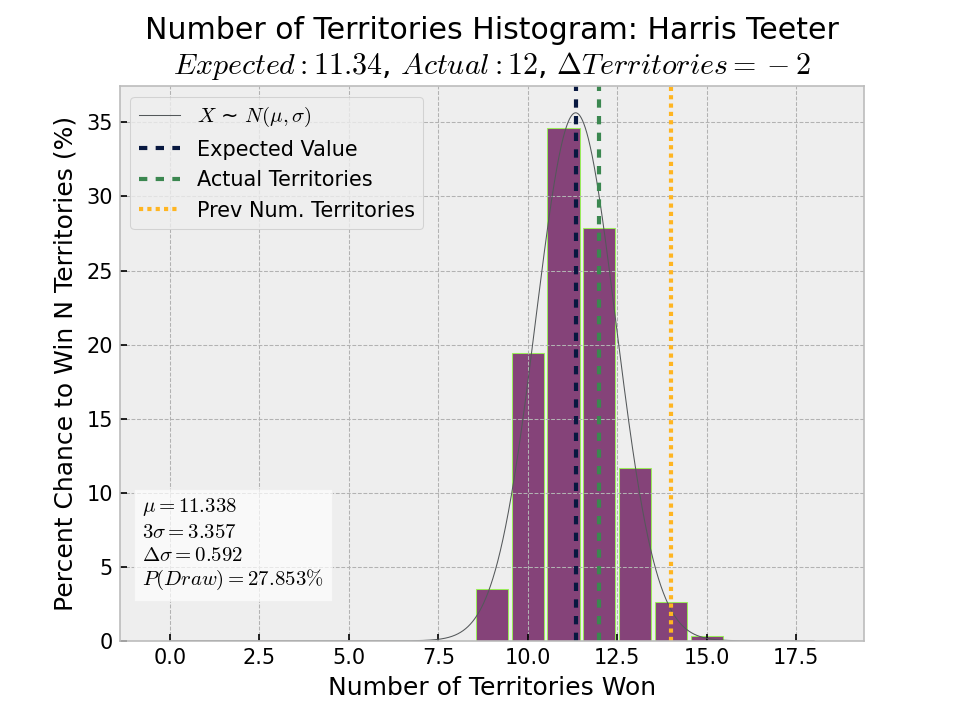 Number of Territories Histogram: Harris Teeter
Expected : 11.34, Actual : 12, ΔTerritories = − 2
X ∼ N(μ, σ)
Expected Value
Actual Territories
Prev Num. Territories
Percent Chance to Win N Territories (%)
35
30
25
20
15
10
5
0
μ = 11.338
3σ = 3.357
Δσ = 0.592
P(Draw) = 27.853%
0.0 2.5 5.0 7.5 10.0 12.5 15.0 17.5
Number of Territories Won